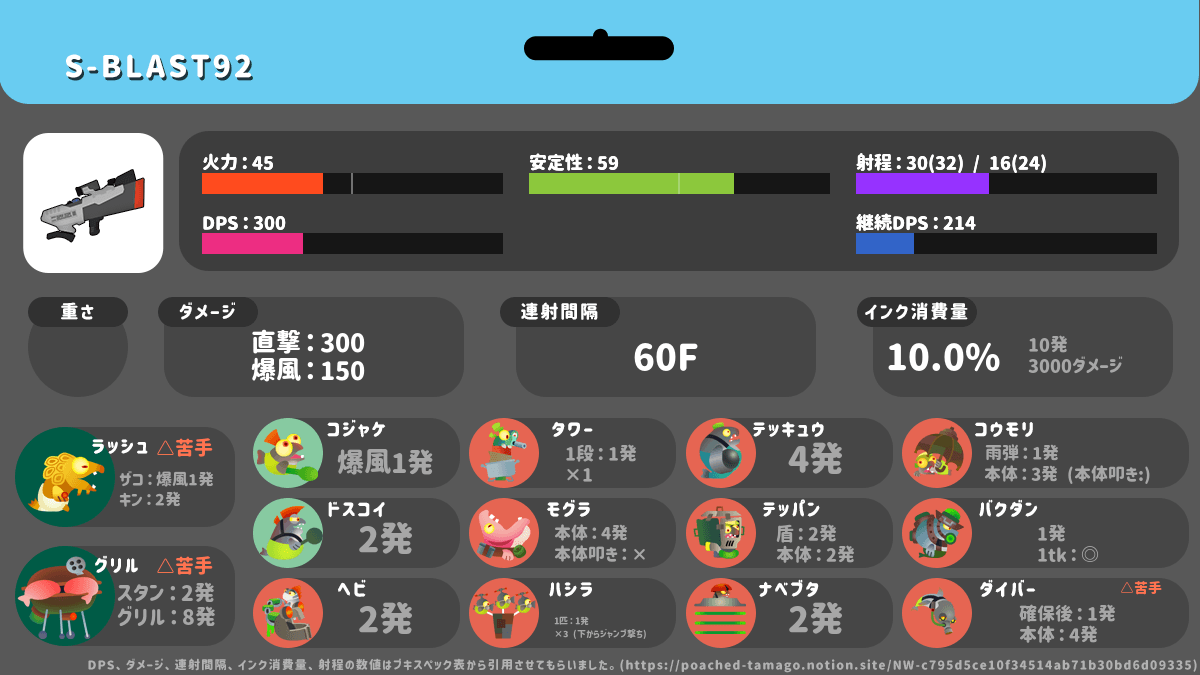 S-BLAST92
火力：45
安定性：59
射程：30(32) / 16(24)
DPS：300
継続DPS：214
重さ
ダメージ
直撃：300
爆風：150
連射間隔
60F
インク消費量
10.0%
10発
3000ダメージ
ラッシュ △苦手
ザコ：爆風1発
キン：2発
グリル △苦手
スタン：2発
グリル：8発
コジャケ
爆風1発
タワー
1段：1発
×1
テッキュウ
4発
コウモリ
雨弾：1発
本体：3発 (本体叩き:)
ドスコイ
2発
モグラ
本体：4発
本体叩き：×
テッパン
盾：2発
本体：2発
バクダン
1発
1tk：◎
ヘビ
2発
ハシラ
1匹：1発
×3 (下からジャンプ撃ち)
ナベブタ
2発
ダイバー △苦手
確保後：1発
本体：4発
DPS、ダメージ、連射間隔、インク消費量、射程の数値はブキスペック表から引用させてもらいました。(https://poached-tamago.notion.site/NW-c795d5ce10f34514ab71b30bd6d09335)